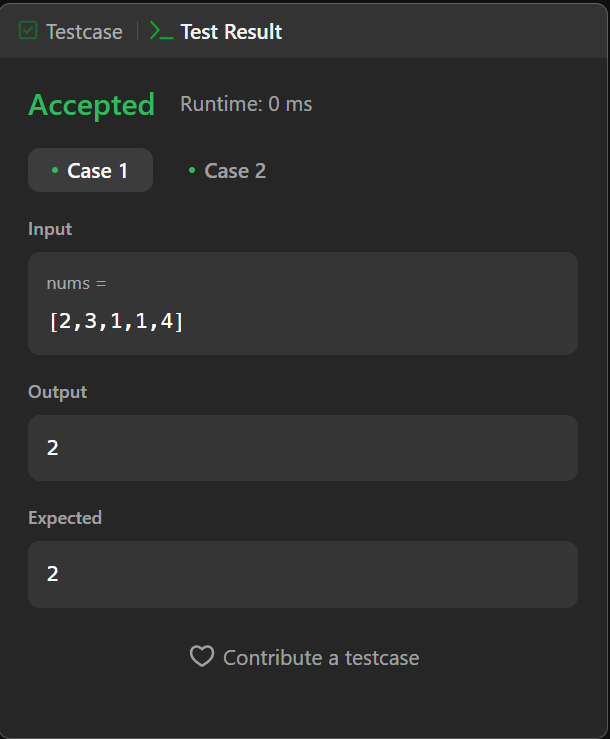 Testcase Test Result
Accepted Runtime: 0 ms
Case 1 Case 2
Input
nums =
[2,3,1,1,4]
Output
2
Expected
2
Contribute a testcase